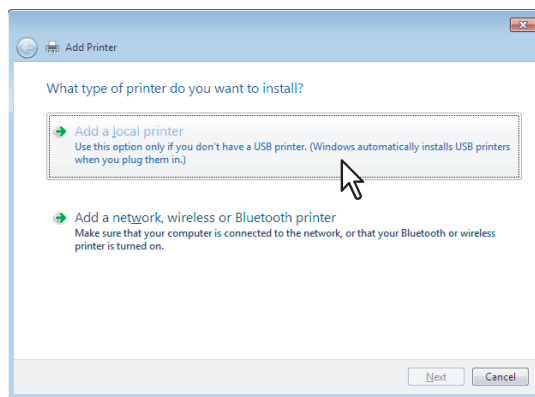 Add Printer
What type of printer do you want to install?
Add a local printer
Use this option only if you don't have a USB printer. (Windows automatically installs USB printers
when you plug them in.)
Add a network, wireless or Bluetooth printer
Make sure that your computer is connected to the network, or that your Bluetooth or wireless
printer is turned on.
Next Cancel